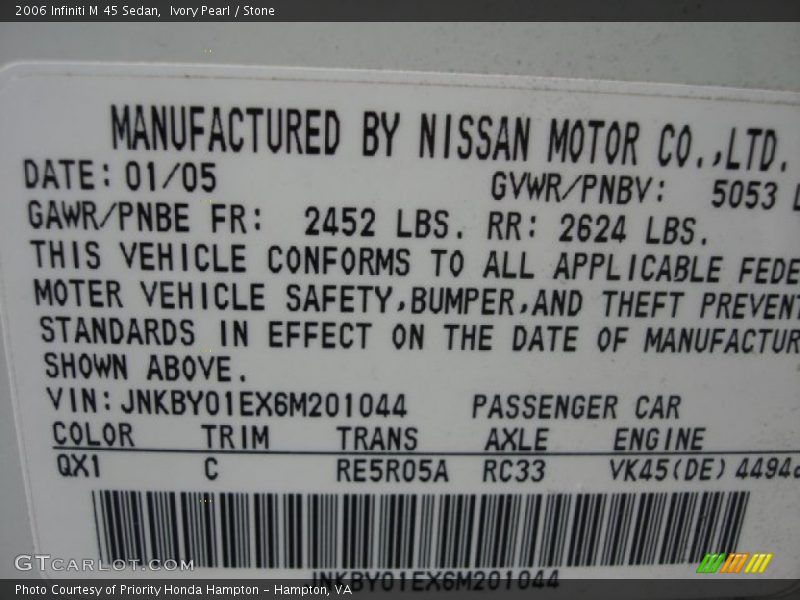 2006 Infiniti M 45 Sedan,  Ivory Pearl / Stone
MANUFACTURED BY NISSAN MOTOR CO.,LTD.
DATE: 01/05 GVWR/PNBV: 5053 L
GAWR/PNBE FR: 2452 LBS. RR: 2624 LBS.
THIS VEHICLE CONFORMS TO ALL APPLICABLE FEDE
MOTER VEHICLE SAFETY,BUMPER,AND THEFT PREVENT
STANDARDS IN EFFECT ON THE DATE OF MANUFACTUR
SHOWN ABOVE.
VIN: JNKBY01EX6M201044 PASSENGER CAR
COLOR TRIM TRANS AXLE ENGINE
QX1 C RE5R05A RC33 VK45(DE) 4494c
JNKBY01EX6M201044
GTCARLOT.COM
Photo Courtesy of Priority Honda Hampton – Hampton, VA